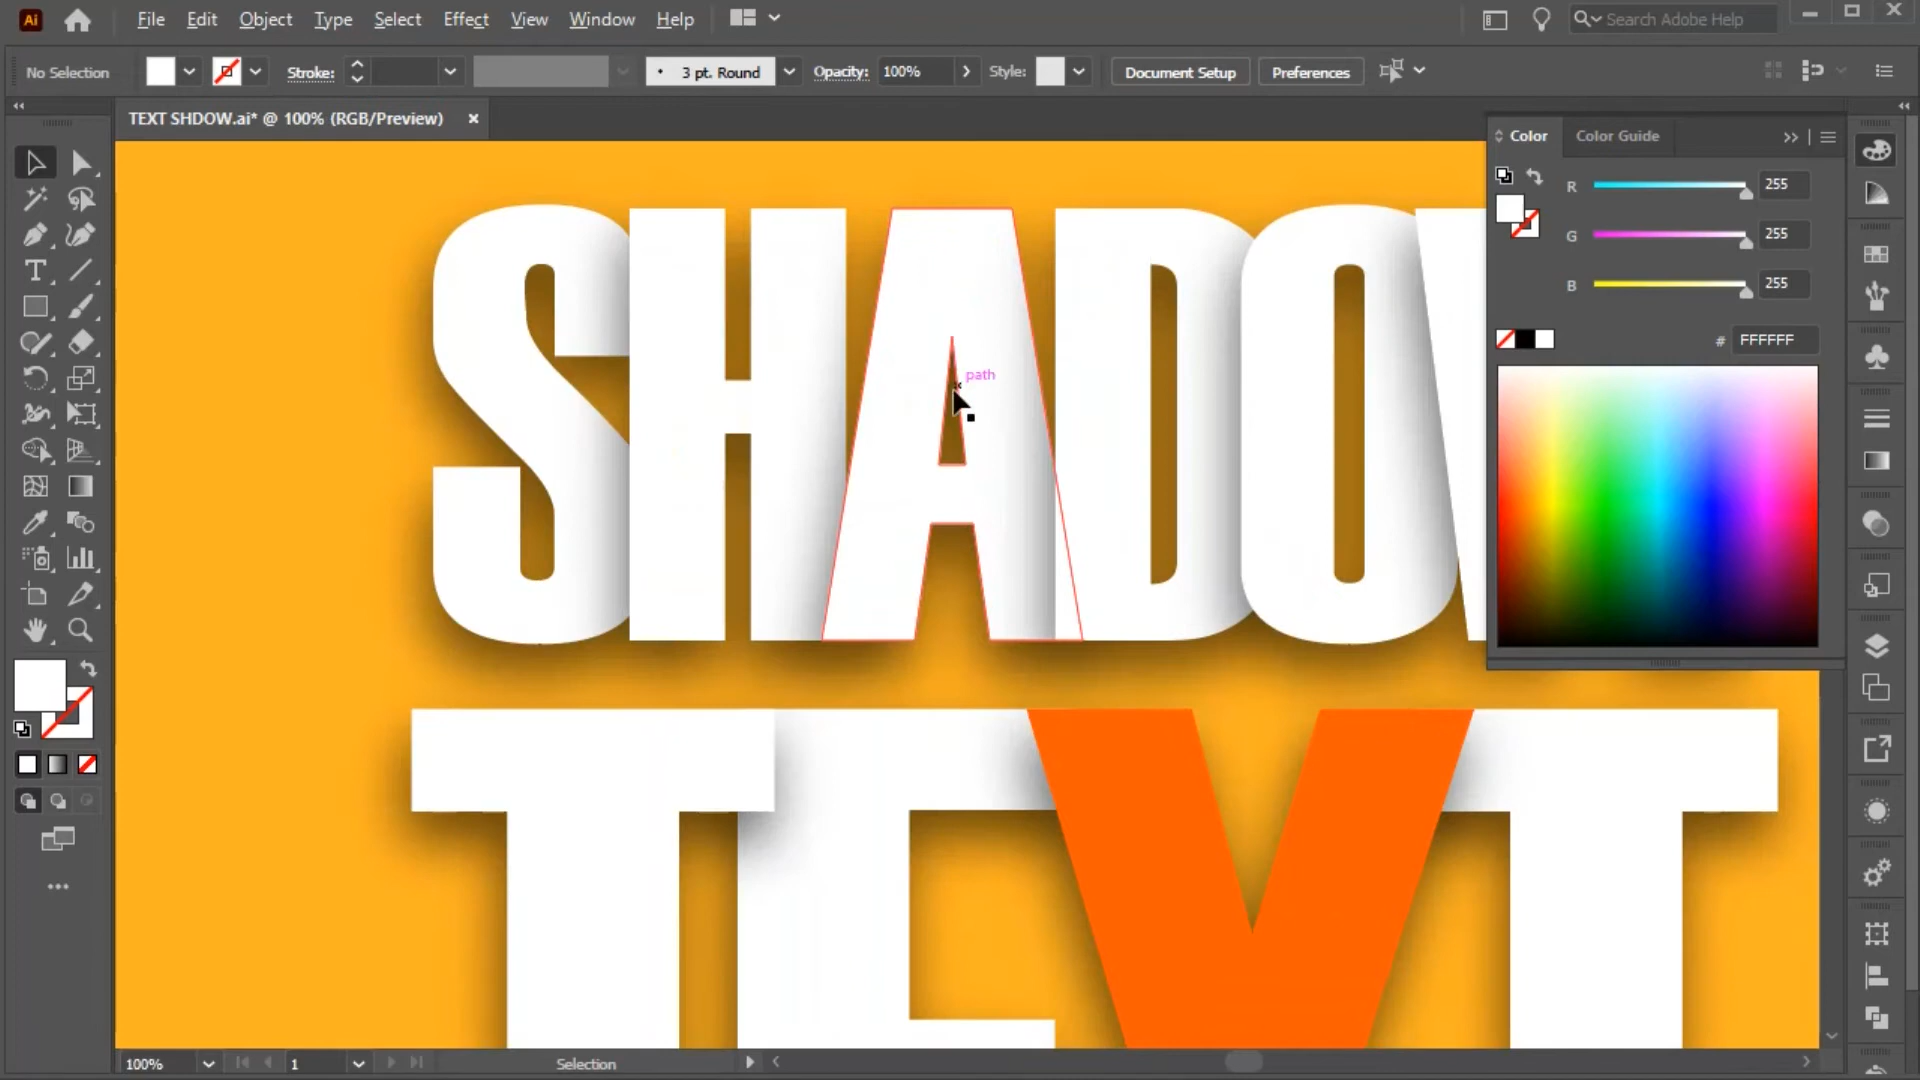 Ai File Edit Object Type Select Effect View Window Help Search Adobe Help
No Selection Stroke: 3 pt. Round Opacity: 100% Style: Document Setup Preferences
TEXT SHDOW.ai* @ 100% (RGB/Preview)
Color Color Guide
R 255
G 255
B 255
# FFFFFF
SHADOW
path
TEXT
100% 1 Selection